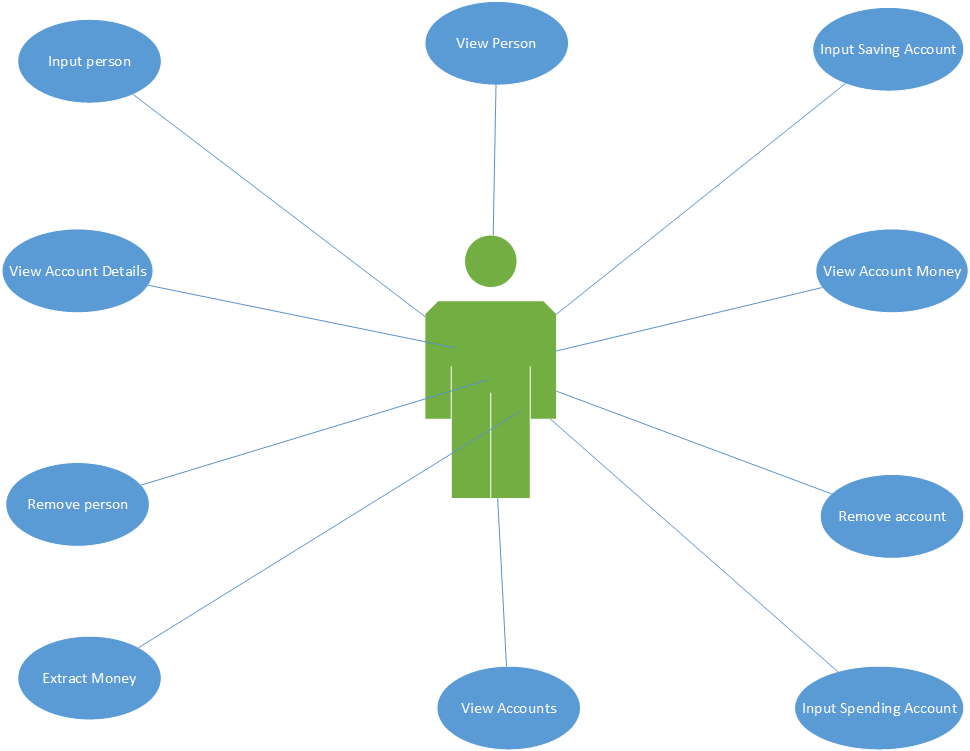 Input person
View Person
Input Saving Account
View Account Details
View Account Money
Remove person
Remove account
Extract Money
View Accounts
Input Spending Account